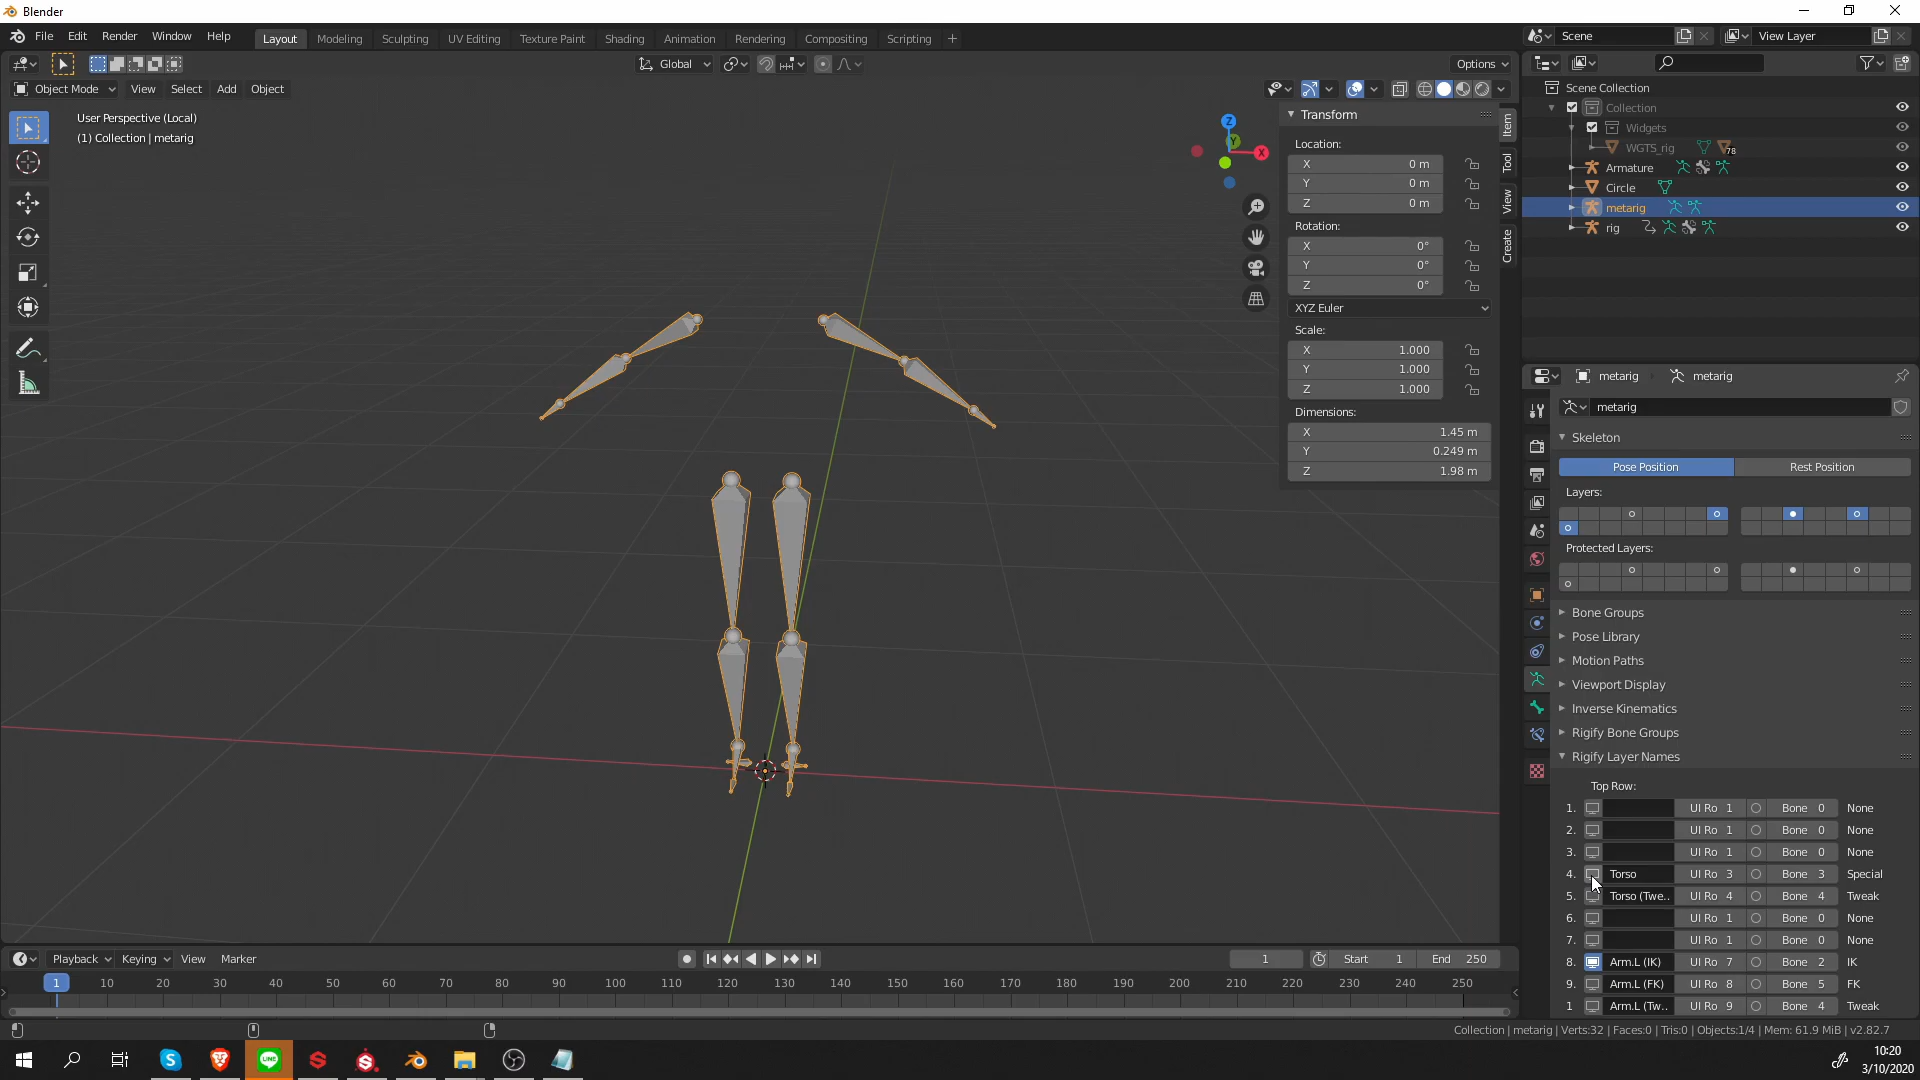 Blender
File Edit Render Window Help
Layout Modeling Sculpting UV Editing Texture Paint Shading Animation Rendering Compositing Scripting +
Scene
View Layer
Global
Options
Object Mode View Select Add Object
User Perspective (Local)
(1) Collection | metarig
Z
Y
X
Transform
Location:
X 0 m
Y 0 m
Z 0 m
Rotation:
X 0°
Y 0°
Z 0°
XYZ Euler
Scale:
X 1.000
Y 1.000
Z 1.000
Dimensions:
X 1.45 m
Y 0.249 m
Z 1.98 m
Item
Tool
View
Create
Scene Collection
Collection
Widgets
WGTS_rig 78
Armature
Circle
metarig
rig
metarig metarig
metarig
Skeleton
Pose Position Rest Position
Layers:
Protected Layers:
Bone Groups
Pose Library
Motion Paths
Viewport Display
Inverse Kinematics
Rigify Bone Groups
Rigify Layer Names
Top Row:
1. UI Ro 1 Bone 0 None
2. UI Ro 1 Bone 0 None
3. UI Ro 1 Bone 0 None
4. Torso UI Ro 3 Bone 3 Special
5. Torso (Twe.. UI Ro 4 Bone 4 Tweak
6. UI Ro 1 Bone 0 None
7. UI Ro 1 Bone 0 None
8. Arm.L (IK) UI Ro 7 Bone 2 IK
9. Arm.L (FK) UI Ro 8 Bone 5 FK
1 Arm.L (Tw.. UI Ro 9 Bone 4 Tweak
Playback Keying View Marker
1
Start 1
End 250
1 10 20 30 40 50 60 70 80 90 100 110 120 130 140 150 160 170 180 190 200 210 220 230 240 250
Collection | metarig | Verts:32 | Faces:0 | Tris:0 | Objects:1/4 | Mem: 61.9 MiB | v2.82.7
10:20
3/10/2020